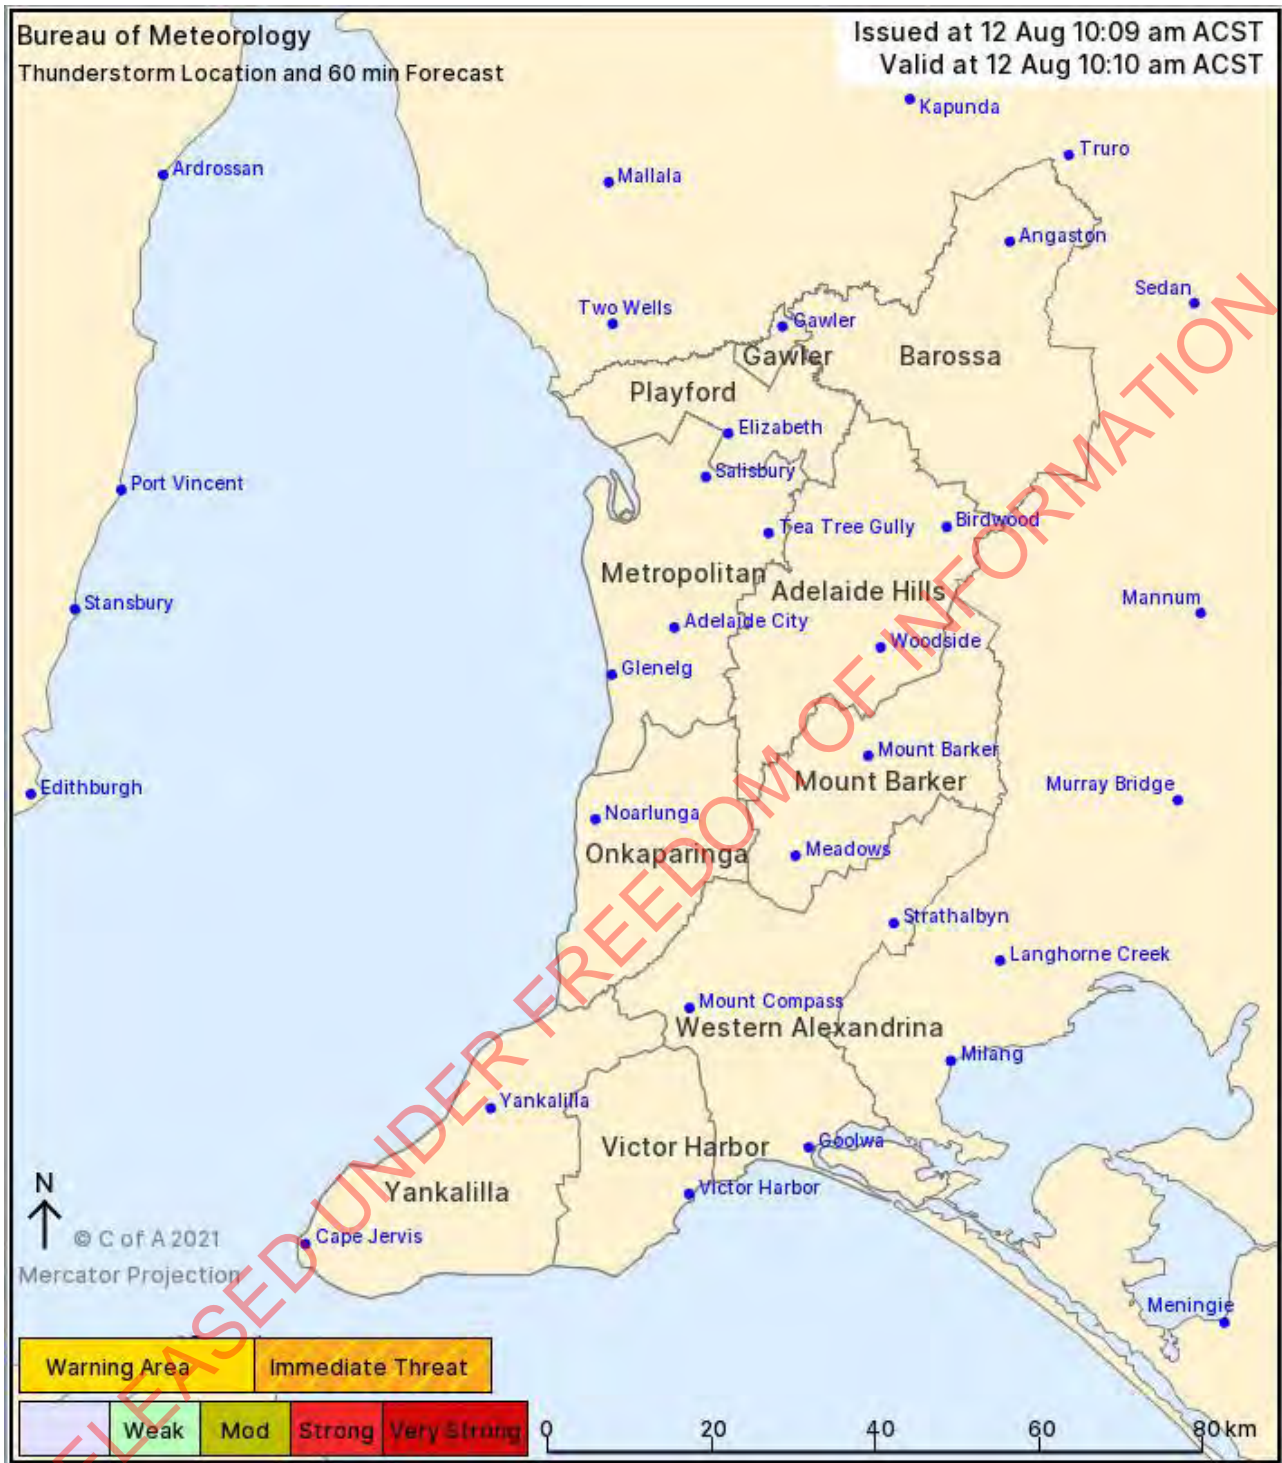 Bureau of Meteorology
Thunderstorm Location and 60 min Forecast
Issued at 12 Aug 10:09 am ACST
Valid at 12 Aug 10:10 am ACST
Kapunda
Truro
Ardrossan
Mallala
Angaston
Sedan
Two Wells
Gawler
Gawler
Barossa
Playford
Elizabeth
Salisbury
Port Vincent
Birdwood
Tea Tree Gully
Metropolitan
Adelaide Hills
Mannum
Stansbury
Adelaide City
Woodside
Glenelg
Mount Barker
Mount Barker
Murray Bridge
Edithburgh
Noarlunga
Onkaparinga
Meadows
Strathalbyn
Langhorne Creek
Mount Compass
Western Alexandrina
Milang
Yankalilla
Goolwa
Victor Harbor
Victor Harbor
Yankalilla
N
© C of A 2021
Cape Jervis
Mercator Projection
Meningie
Warning Area
Immediate Threat
Weak
Mod
Strong
Very Strong
0 20 40 60 80 km
ELEASED UNDER FREEDOM OF INFORMATION